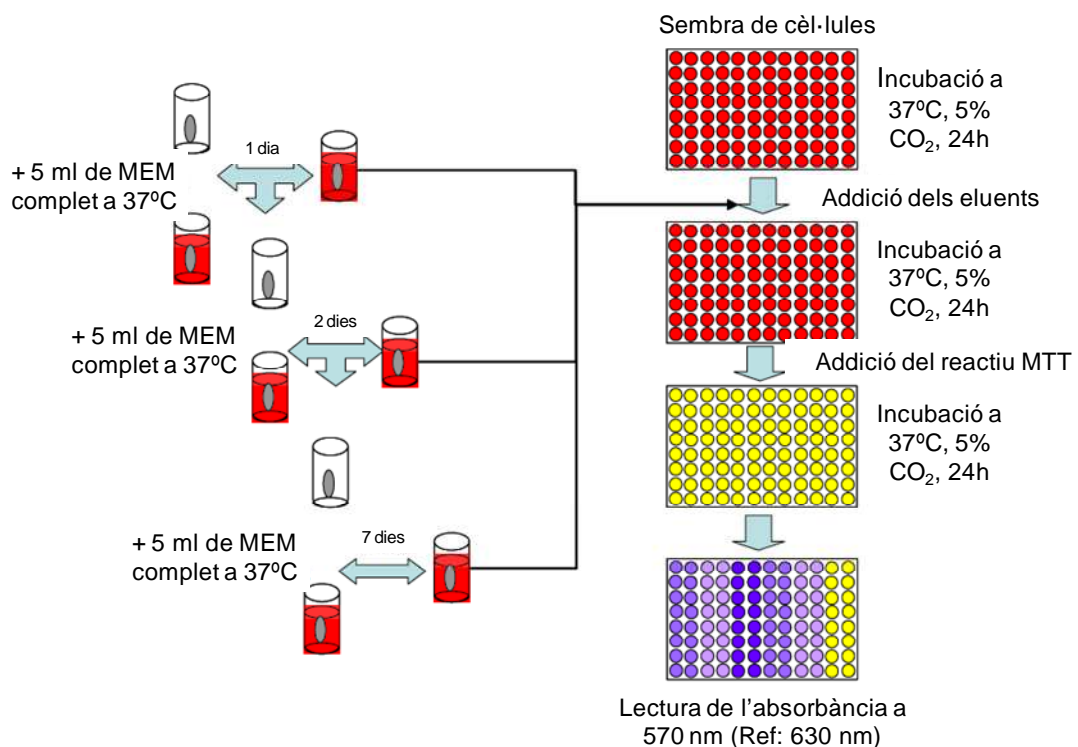 Sembra de cèl·lules
Incubació a
37ºC, 5%
CO₂, 24h
1 dia
+ 5 ml de MEM
complet a 37ºC
Addició dels eluents
Incubació a
37ºC, 5%
CO₂, 24h
2 dies
+ 5 ml de MEM
complet a 37ºC
Addició del reactiu MTT
Incubació a
37ºC, 5%
CO₂, 24h
7 dies
+ 5 ml de MEM
complet a 37ºC
Lectura de l’absorbància a
570 nm (Ref: 630 nm)